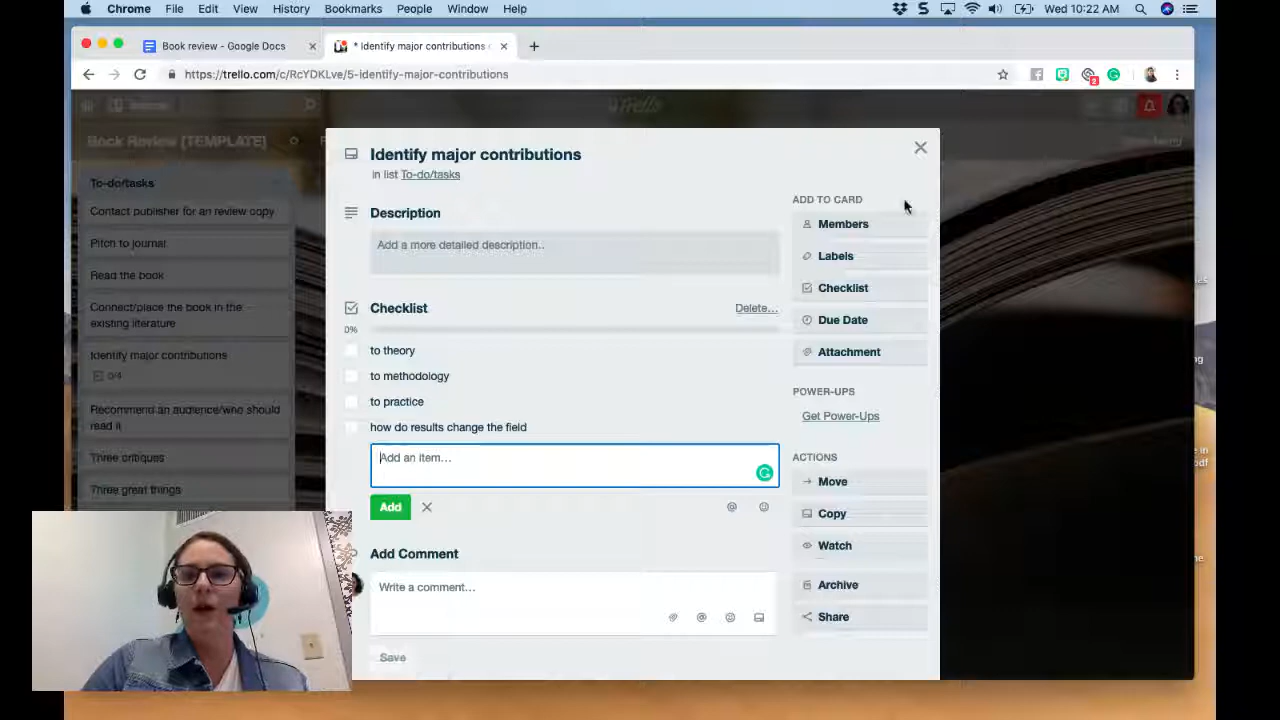 Chrome File Edit View History Bookmarks People Window Help Wed 10:22 AM
Book review - Google Docs
* Identify major contributions
https://trello.com/c/RcYDKLve/5-identify-major-contributions
2
Trello
Book Review [TEMPLATE]
To-do/tasks
Contact publisher for an review copy
Pitch to journal
Read the book
Connect/place the book in the
existing literature
Identify major contributions
0/4
Recommend an audience/who should
read it
Three critiques
Three great things
Identify major contributions
in list To-do/tasks
Description
Add a more detailed description..
Checklist
Delete...
0%
to theory
to methodology
to practice
how do results change the field
Add an item...
Add
Add Comment
Write a comment...
Save
ADD TO CARD
Members
Labels
Checklist
Due Date
Attachment
POWER-UPS
Get Power-Ups
ACTIONS
Move
Copy
Watch
Archive
Share